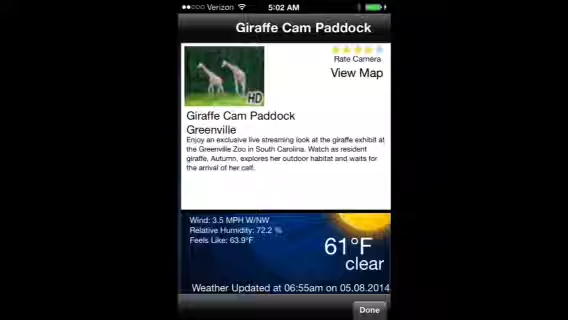 Verizon 5:02 AM
Giraffe Cam Paddock
Rate Camera
View Map
HD
Giraffe Cam Paddock
Greenville
Enjoy an exclusive live streaming look at the giraffe exhibit at
the Greenville Zoo in South Carolina. Watch as resident
giraffe, Autumn, explores her outdoor habitat and waits for
the arrival of her calf.
Wind: 3.5 MPH W/NW
Relative Humidity: 72.2 %
Feels Like: 63.9°F
61°F
clear
Weather Updated at 06:55am on 05.08.2014
Done